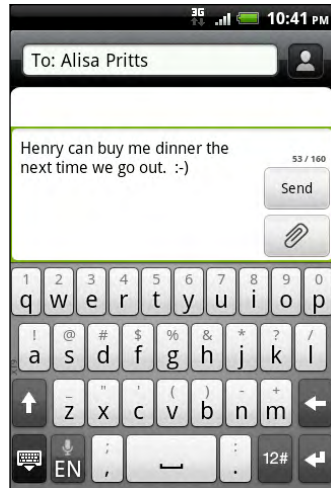 3G 10:41 PM
To: Alisa Pritts
Henry can buy me dinner the
next time we go out. :-)
53 / 160
Send
1 2 3 4 5 6 7 8 9 0
q w e r t y u i o p
! @ # $ % & * ? /
a s d f g h j k l
_ " ' ( ) - +
z x c v b n m
EN ; , : . 12#